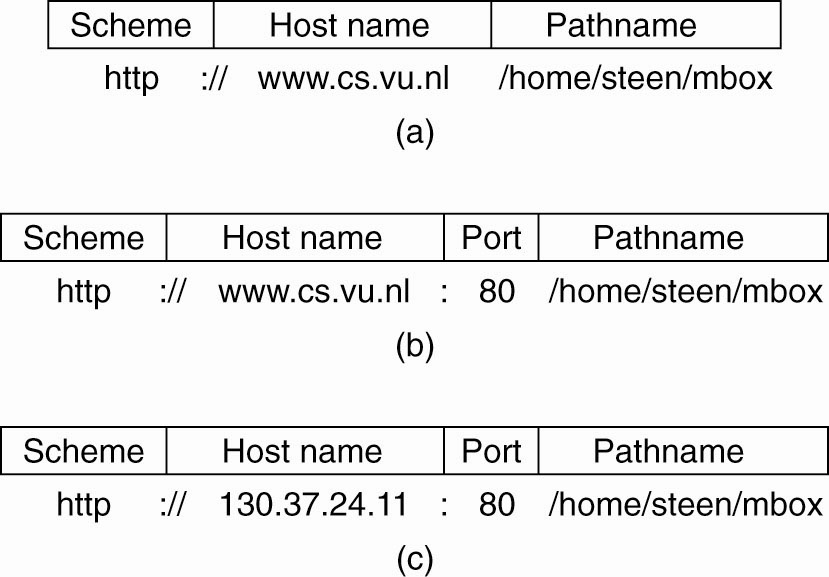 Scheme Host name Pathname
http :// www.cs.vu.nl /home/steen/mbox
(a)
Scheme Host name Port Pathname
http :// www.cs.vu.nl : 80 /home/steen/mbox
(b)
Scheme Host name Port Pathname
http :// 130.37.24.11 : 80 /home/steen/mbox
(c)